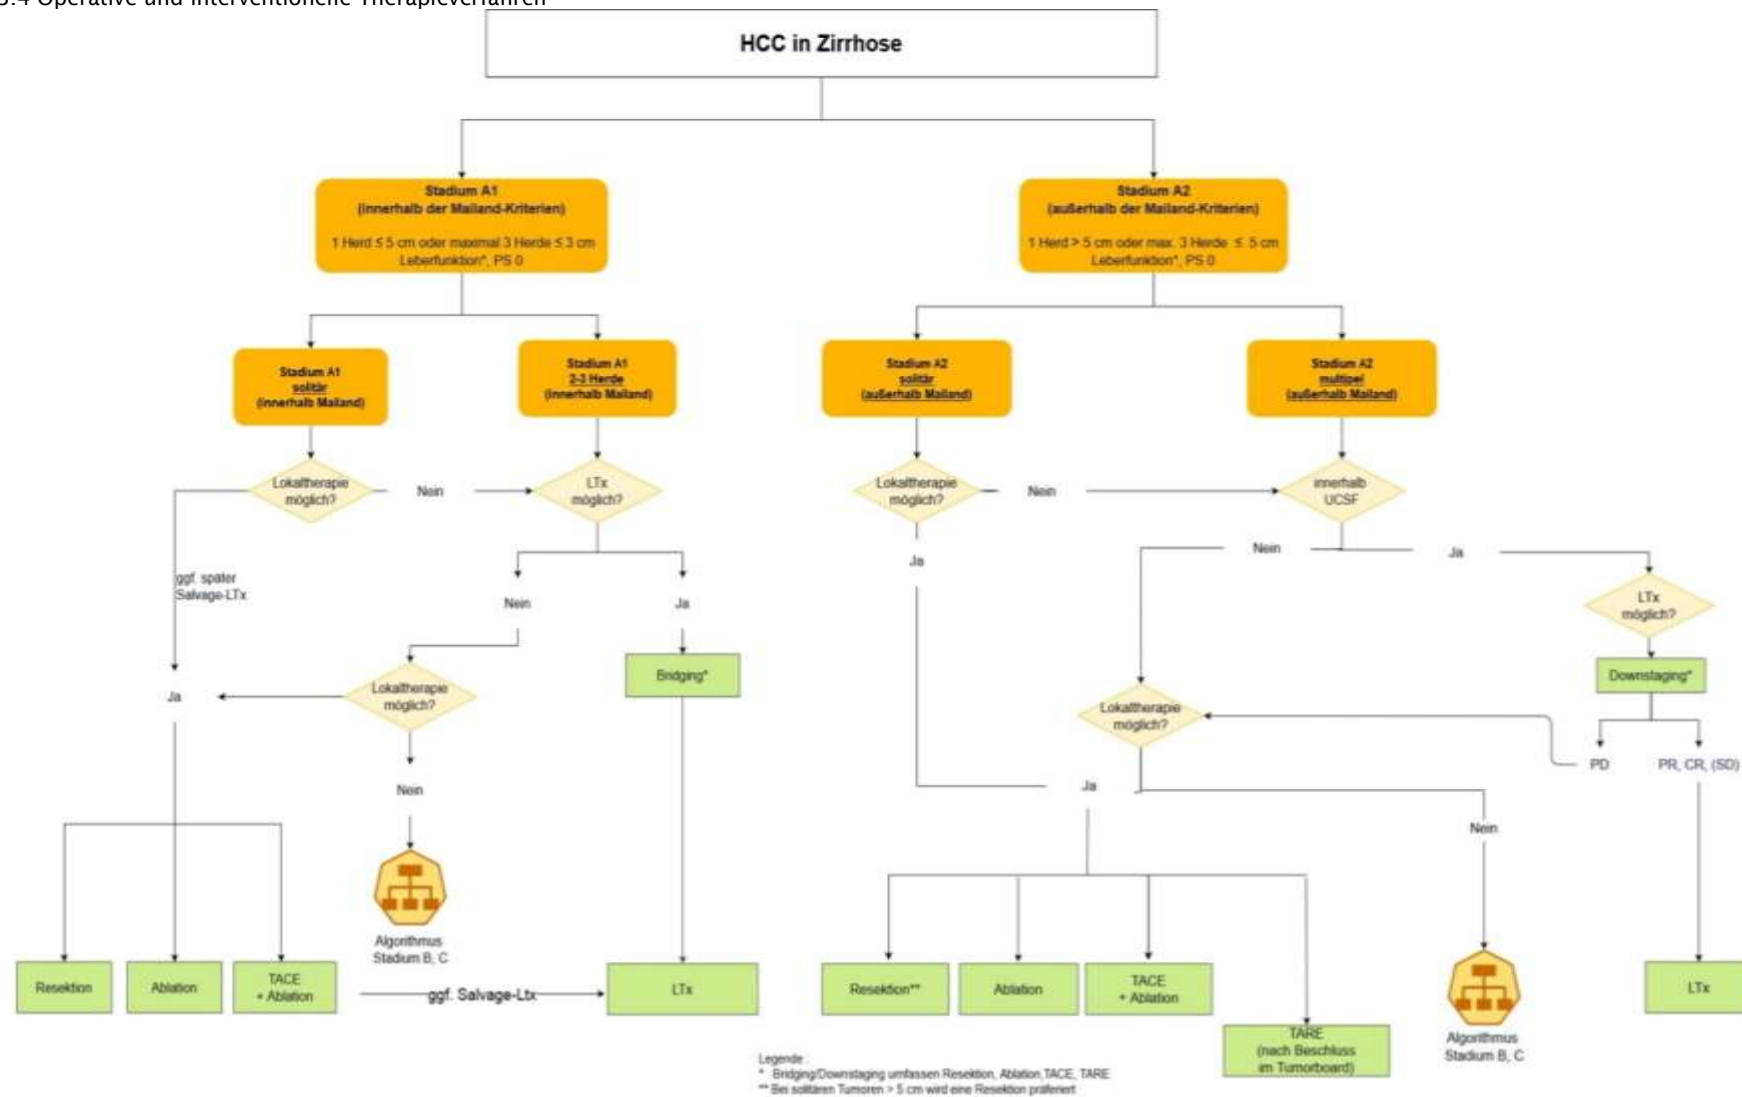 3.4 Operative und interventionelle Therapieverfahren
HCC in Zirrhose
Stadium A1
(innerhalb der Mailand-Kriterien)
1 Herd ≤ 5 cm oder maximal 3 Herde ≤ 3 cm
Leberfunktion*, PS 0
Stadium A2
(außerhalb der Mailand-Kriterien)
1 Herd > 5 cm oder max. 3 Herde ≤ 5 cm
Leberfunktion*, PS 0
Stadium A1
solitär
(innerhalb Mailand)
Stadium A1
2-3 Herde
(innerhalb Mailand)
Stadium A2
solitär
(außerhalb Mailand)
Stadium A2
multipel
(außerhalb Mailand)
Lokaltherapie
möglich?
Nein
LTx
möglich?
Lokaltherapie
möglich?
Nein
innerhalb
UCSF
ggf. später
Salvage-LTx
Nein
Ja
Ja
Nein
Ja
LTx
möglich?
Ja
Lokaltherapie
möglich?
Bridging*
Lokaltherapie
möglich?
Downstaging*
PD
PR, CR, (SD)
Nein
Ja
Nein
Algorithmus
Stadium B, C
Resektion
Ablation
TACE
+ Ablation
ggf. Salvage-Ltx
LTx
Resektion**
Ablation
TACE
+ Ablation
TARE
(nach Beschluss
im Tumorboard)
Algorithmus
Stadium B, C
LTx
Legende :
* Bridging/Downstaging umfassen Resektion, Ablation,TACE, TARE
** Bei solitären Tumoren > 5 cm wird eine Resektion präferiert